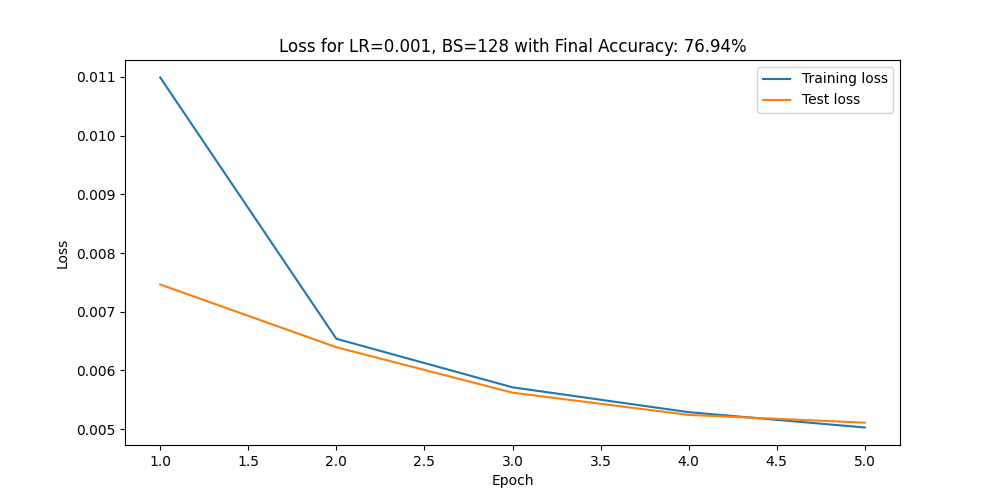 Loss for LR=0.001, BS=128 with Final Accuracy: 76.94%
Training loss
Test loss
0.011
0.010
0.009
0.008
0.007
0.006
0.005
Loss
1.0 1.5 2.0 2.5 3.0 3.5 4.0 4.5 5.0
Epoch